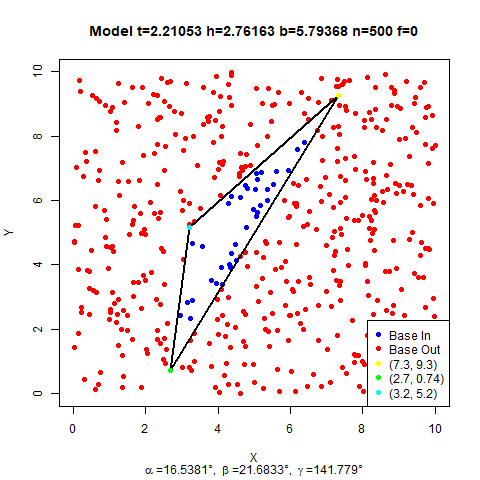 Model t=2.21053 h=2.76163 b=5.79368 n=500 f=0
Y
10
8
6
4
2
0
0 2 4 6 8 10
Base In
Base Out
(7.3, 9.3)
(2.7, 0.74)
(3.2, 5.2)
X
α=16.5381°, β=21.6833°, γ=141.779°